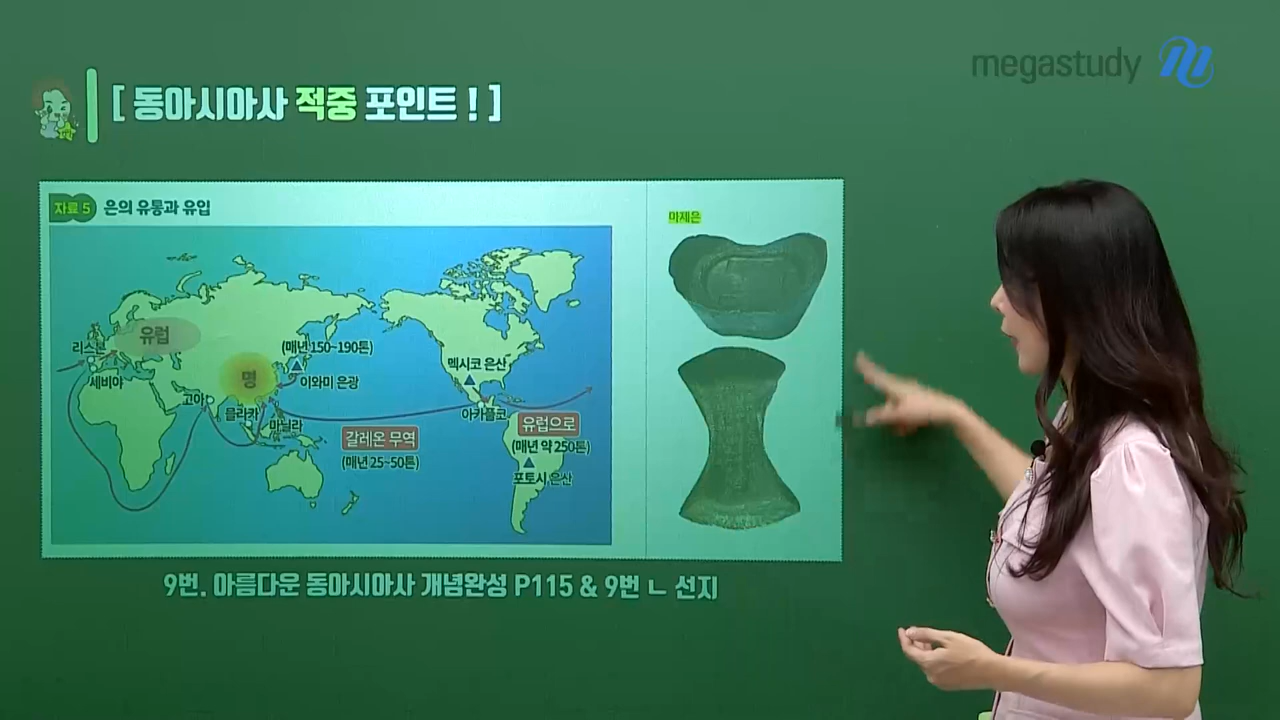 megastudy
[ 동아시아사 적중 포인트 ! ]
자료 5 은의 유통과 유입
마제은
유럽
리스본
세비야
(매년 150~190톤)
명
이와미 은광
고아
믈라카
마닐라
멕시코 은산
아카풀코
갈레온 무역
(매년 25~50톤)
유럽으로
(매년 약 250톤)
포토시 은산
9번. 아름다운 동아시아사 개념완성 P115 & 9번 ㄴ 선지